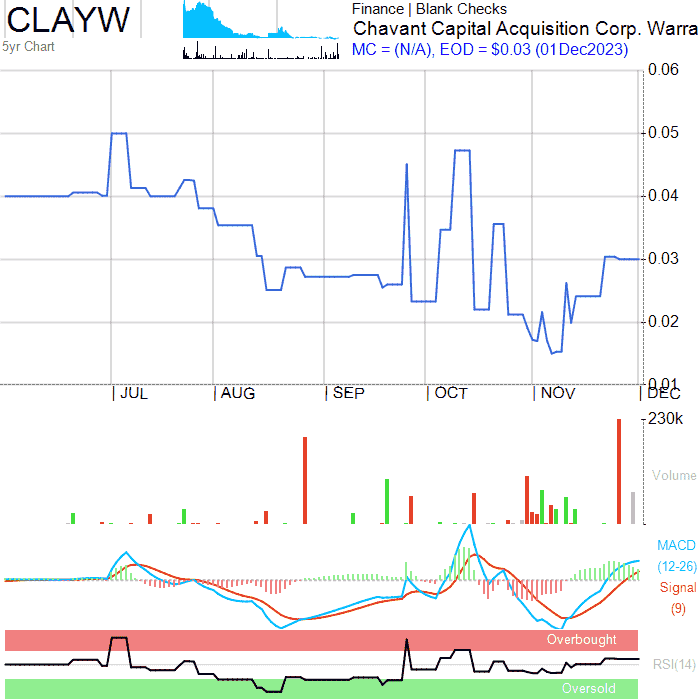 CLAYW
5yr Chart
Finance | Blank Checks
Chavant Capital Acquisition Corp. Warra
MC = (N/A), EOD = $0.03 (01Dec2023)
0.06
0.05
0.04
0.03
0.02
0.01
| JUL | AUG | SEP | OCT | NOV | DEC
230k
Volume
MACD
(12-26)
Signal
(9)
Overbought
RSI(14)
Oversold